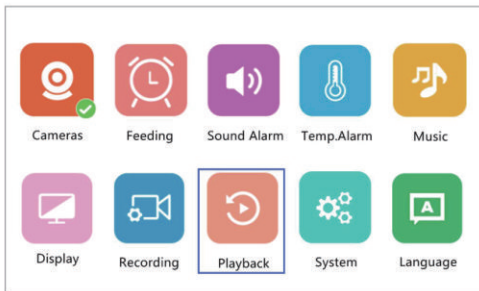 Cameras Feeding Sound Alarm Temp.Alarm Music
A
Display Recording Playback System Language